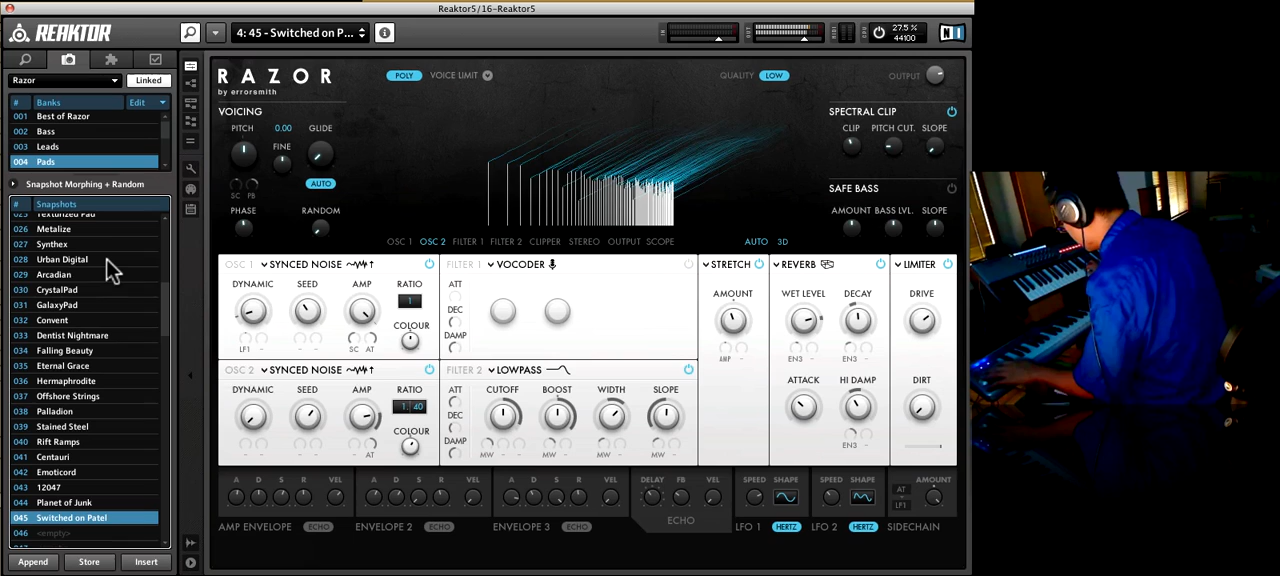 Reaktor5/16-Reaktor5
REAKTOR
4: 45 - Switched on P...
i
27.5 %
44100
Razor
Linked
# Banks Edit
001 Best of Razor
002 Bass
003 Leads
004 Pads
Snapshot Morphing + Random
# Snapshots
025 Texturized Pad
026 Metalize
027 Synthex
028 Urban Digital
029 Arcadian
030 CrystalPad
031 GalaxyPad
032 Convent
033 Dentist Nightmare
034 Falling Beauty
035 Eternal Grace
036 Hermaphrodite
037 Offshore Strings
038 Palladion
039 Stained Steel
040 Rift Ramps
041 Centauri
042 Emoticord
043 12047
044 Planet of Junk
045 Switched on Patel
046 <empty>
Append Store Insert
RAZOR
by errorsmith
POLY VOICE LIMIT
QUALITY LOW
OUTPUT
VOICING
PITCH 0.00 GLIDE
FINE
AUTO
SC PB
PHASE RANDOM
SPECTRAL CLIP
CLIP PITCH CUT. SLOPE
SAFE BASS
AMOUNT BASS LVL. SLOPE
OSC 1 OSC 2 FILTER 1 FILTER 2 CLIPPER STEREO OUTPUT SCOPE
AUTO 3D
OSC 1 SYNCED NOISE
DYNAMIC SEED AMP RATIO
1
COLOUR
LF1 - - - SC AT
FILTER 1 VOCODER
ATT
DEC
DAMP
STRETCH
AMOUNT
AMP -
REVERB
WET LEVEL DECAY
EN3 - EN3 -
ATTACK HI DAMP
EN3 -
LIMITER
DRIVE
DIRT
OSC 2 SYNCED NOISE
DYNAMIC SEED AMP RATIO
1. 40
COLOUR
- - - - - AT
FILTER 2 LOWPASS
ATT
DEC
DAMP
CUTOFF BOOST WIDTH SLOPE
MW - MW - MW - MW -
A D S R VEL
AMP ENVELOPE ECHO
A D S R VEL
ENVELOPE 2 ECHO
A D S R VEL
ENVELOPE 3 ECHO
DELAY FB VEL
ECHO
SPEED SHAPE
LFO 1 HERTZ
SPEED SHAPE
LFO 2 HERTZ
AT
LF1
AMOUNT
SIDECHAIN